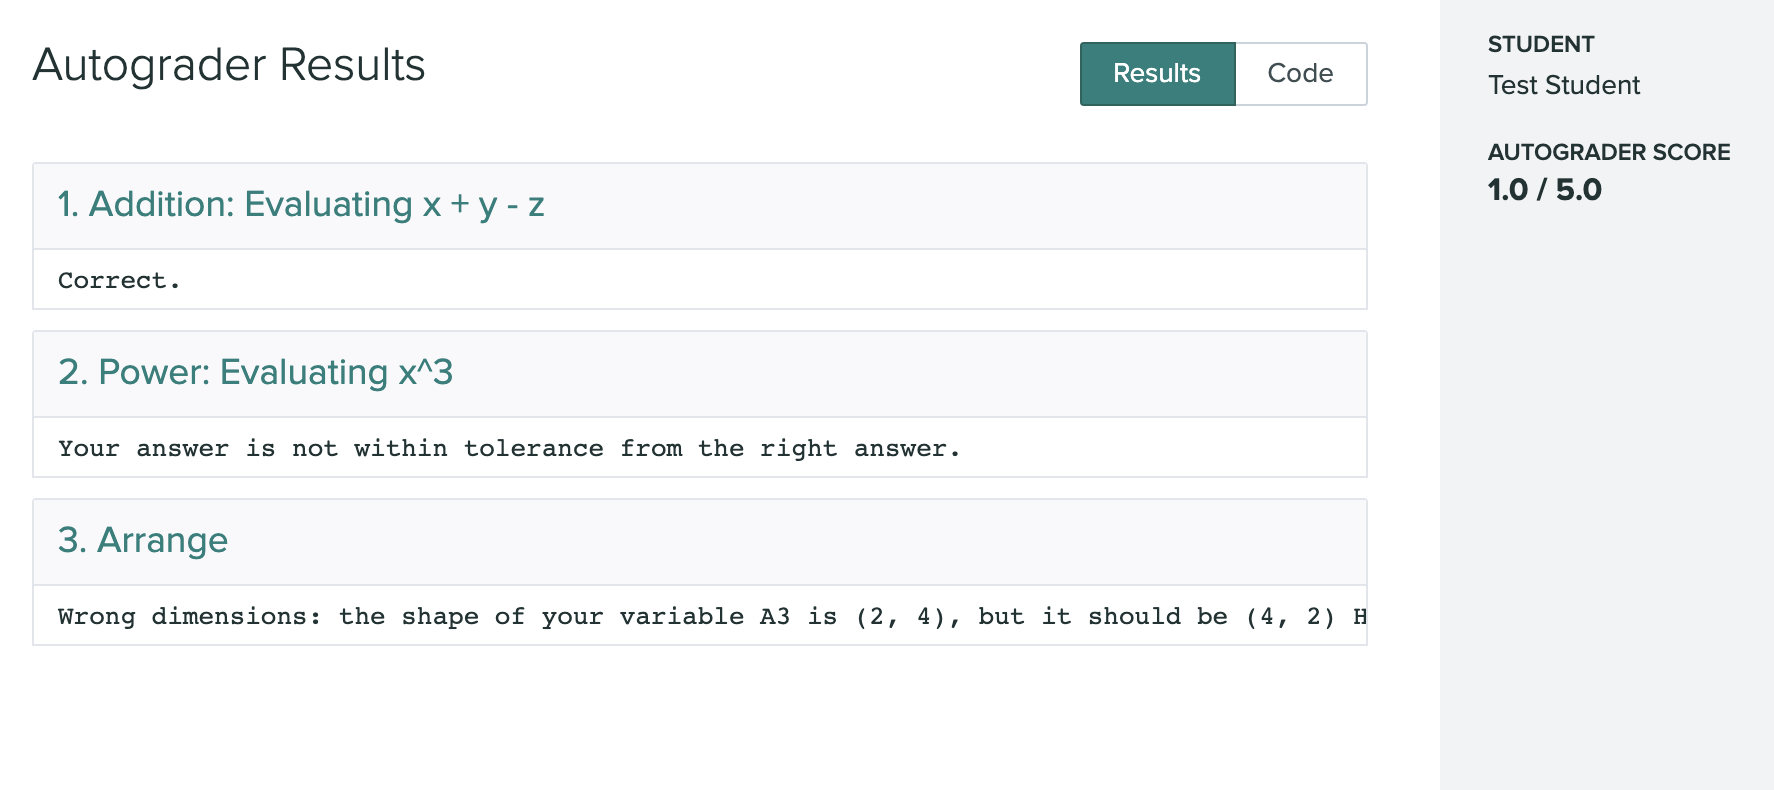 Autograder Results
Results
Code
1. Addition: Evaluating x + y - z
Correct.
2. Power: Evaluating x^3
Your answer is not within tolerance from the right answer.
3. Arrange
Wrong dimensions: the shape of your variable A3 is (2, 4), but it should be (4, 2) H
STUDENT
Test Student
AUTOGRADER SCORE
1.0 / 5.0